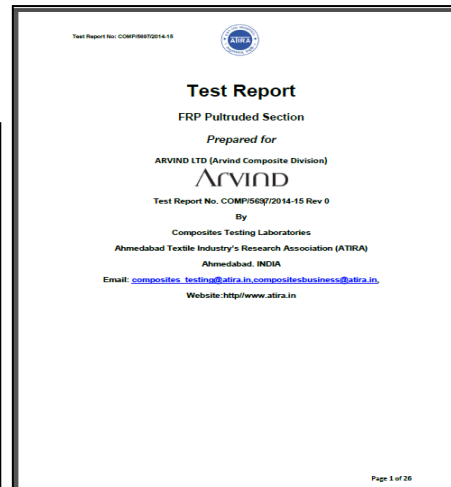 Test Report No: COMP/5697/2014-15
ATIRA
Test Report
FRP Pultruded Section
Prepared for
ARVIND LTD (Arvind Composite Division)
ARVIND
Test Report No. COMP/5697/2014-15 Rev 0
By
Composites Testing Laboratories
Ahmedabad Textile Industry's Research Association (ATIRA)
Ahmedabad. INDIA
Email: composites_testing@atira.in,compositesbusiness@atira.in,
Website:http//www.atira.in
Page 1 of 26